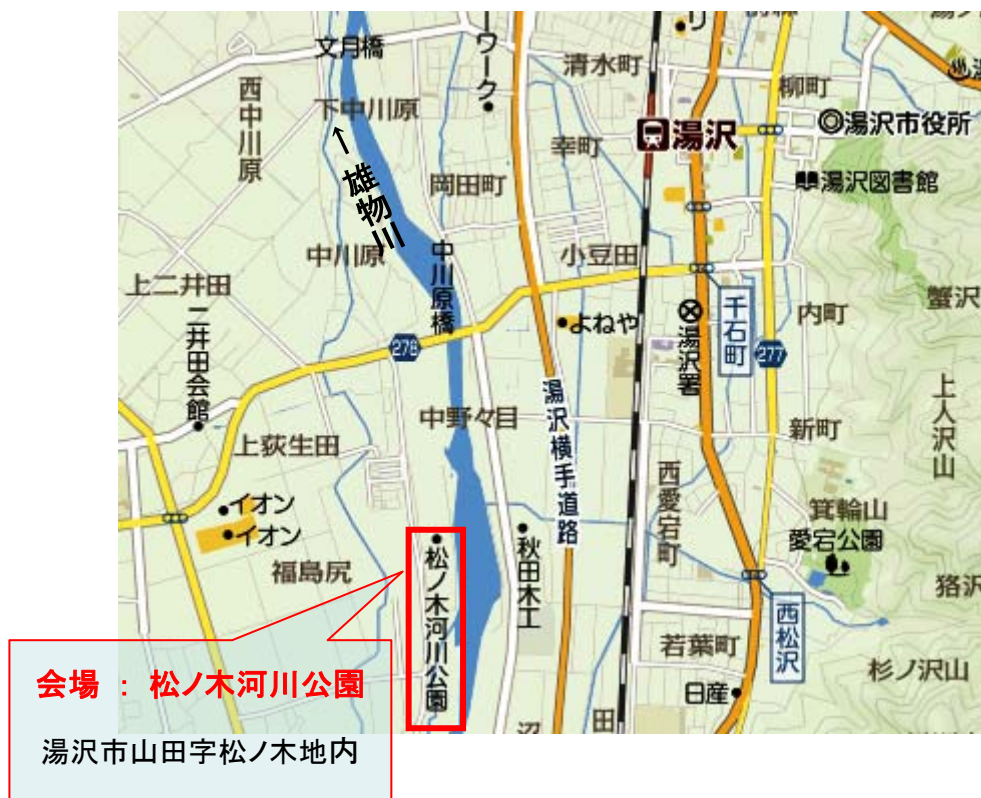 文月橋
ワーク
リ
清水町
柳町
西中川原
下中川原
湯沢市役所
湯沢
幸町
←雄物川
岡田町
湯沢図書館
中川原
中川原橋
小豆田
上二井田
蟹沢
二井田会館
よねや
湯沢署
千石町
内町
278
277
湯沢横手道路
中野々目
新町
上人沢山
上荻生田
西愛宕町
イオン
イオン
箕輪山
愛宕公園
福島尻
松ノ木河川公園
秋田木工
西松沢
若葉町
杉ノ沢山
日産
田
会場 : 松ノ木河川公園
湯沢市山田字松ノ木地内